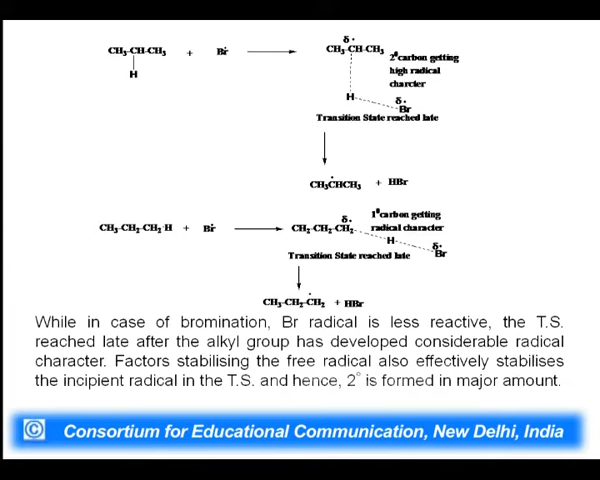 δ•
CH3-CH-CH3 + Br• CH3-CH-CH3 2°carbon getting
H high radical
charcter
H
δ•
Br
Transition State reached late
CH3ĊHCH3 + HBr
1°carbon getting
δ•
CH3-CH2-CH2-H + Br• CH2-CH2-CH2 radical character
H
δ•
Br
Transition State reached late
CH3-CH2-ĊH2 + HBr
While in case of bromination, Br radical is less reactive, the T.S.
reached late after the alkyl group has developed considerable radical
character. Factors stabilising the free radical also effectively stabilises
the incipient radical in the T.S. and hence, 2° is formed in major amount.
© Consortium for Educational Communication, New Delhi, India